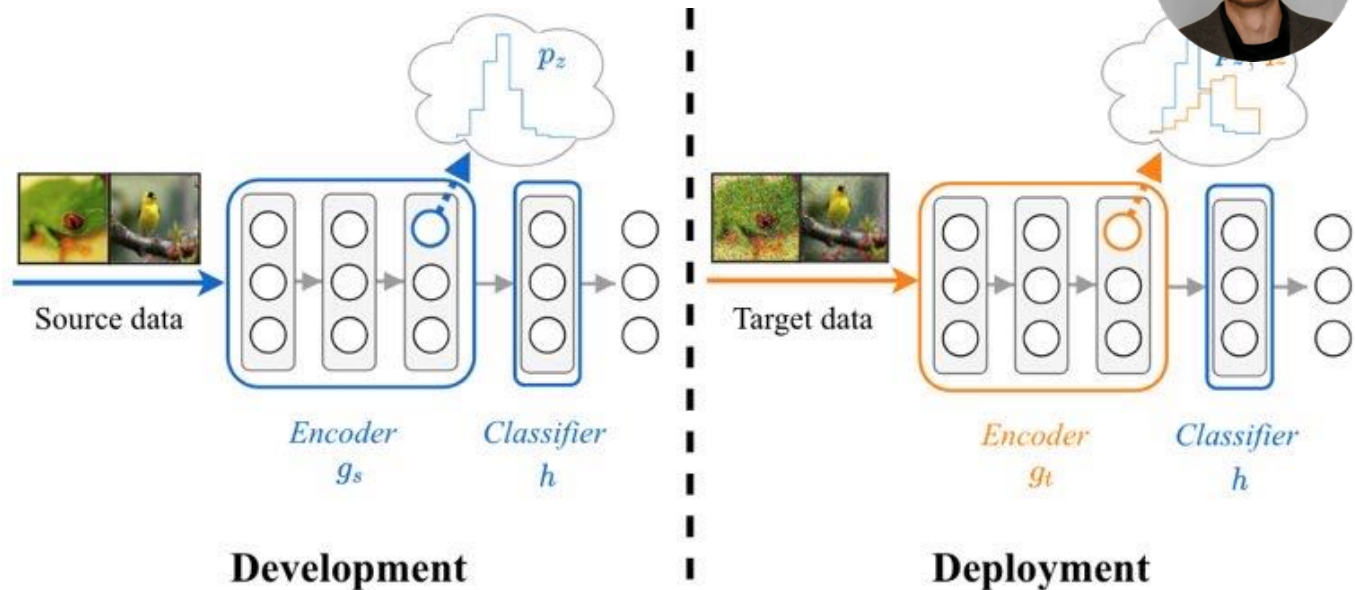 p_z
Source data
Encoder
g_s
Classifier
h
Development
Target data
Encoder
g_t
Classifier
h
Deployment